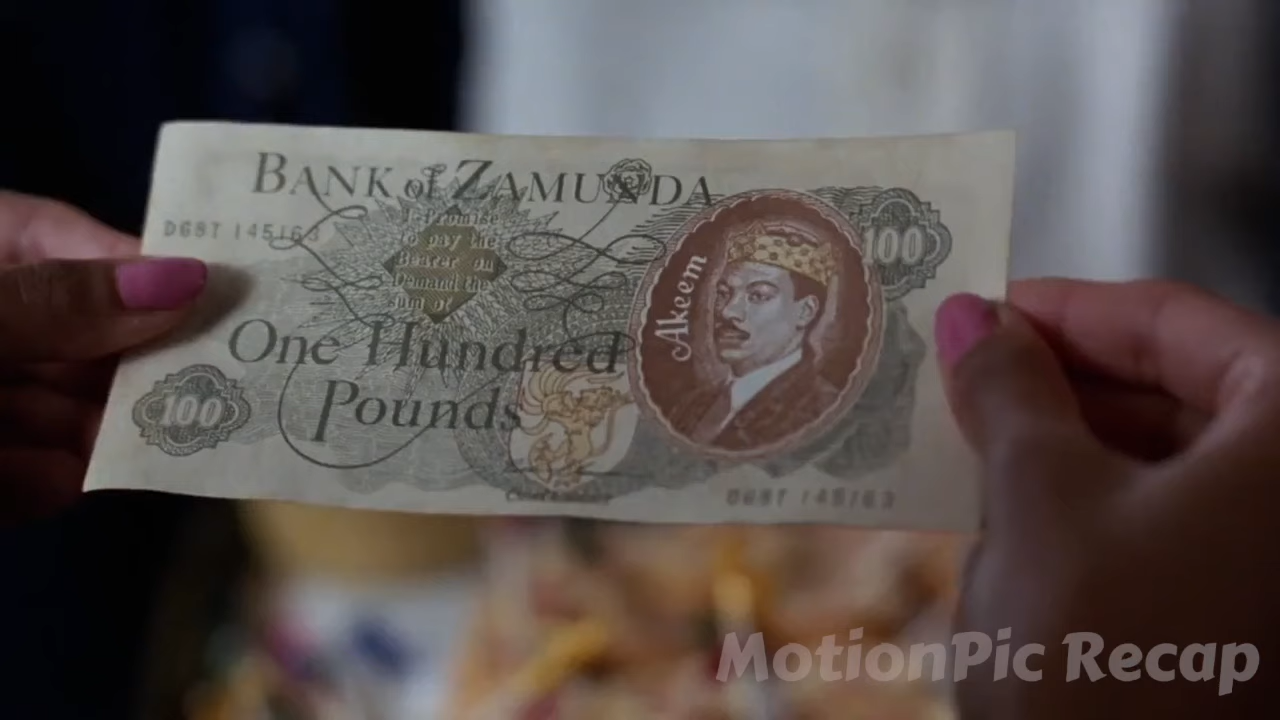 BANK of ZAMUNDA
D68T 145163
I Promise
to pay the
Bearer on
Demand the
sum of
One Hundred
Pounds
100
Akeem
100
D68T 145163
MotionPic Recap